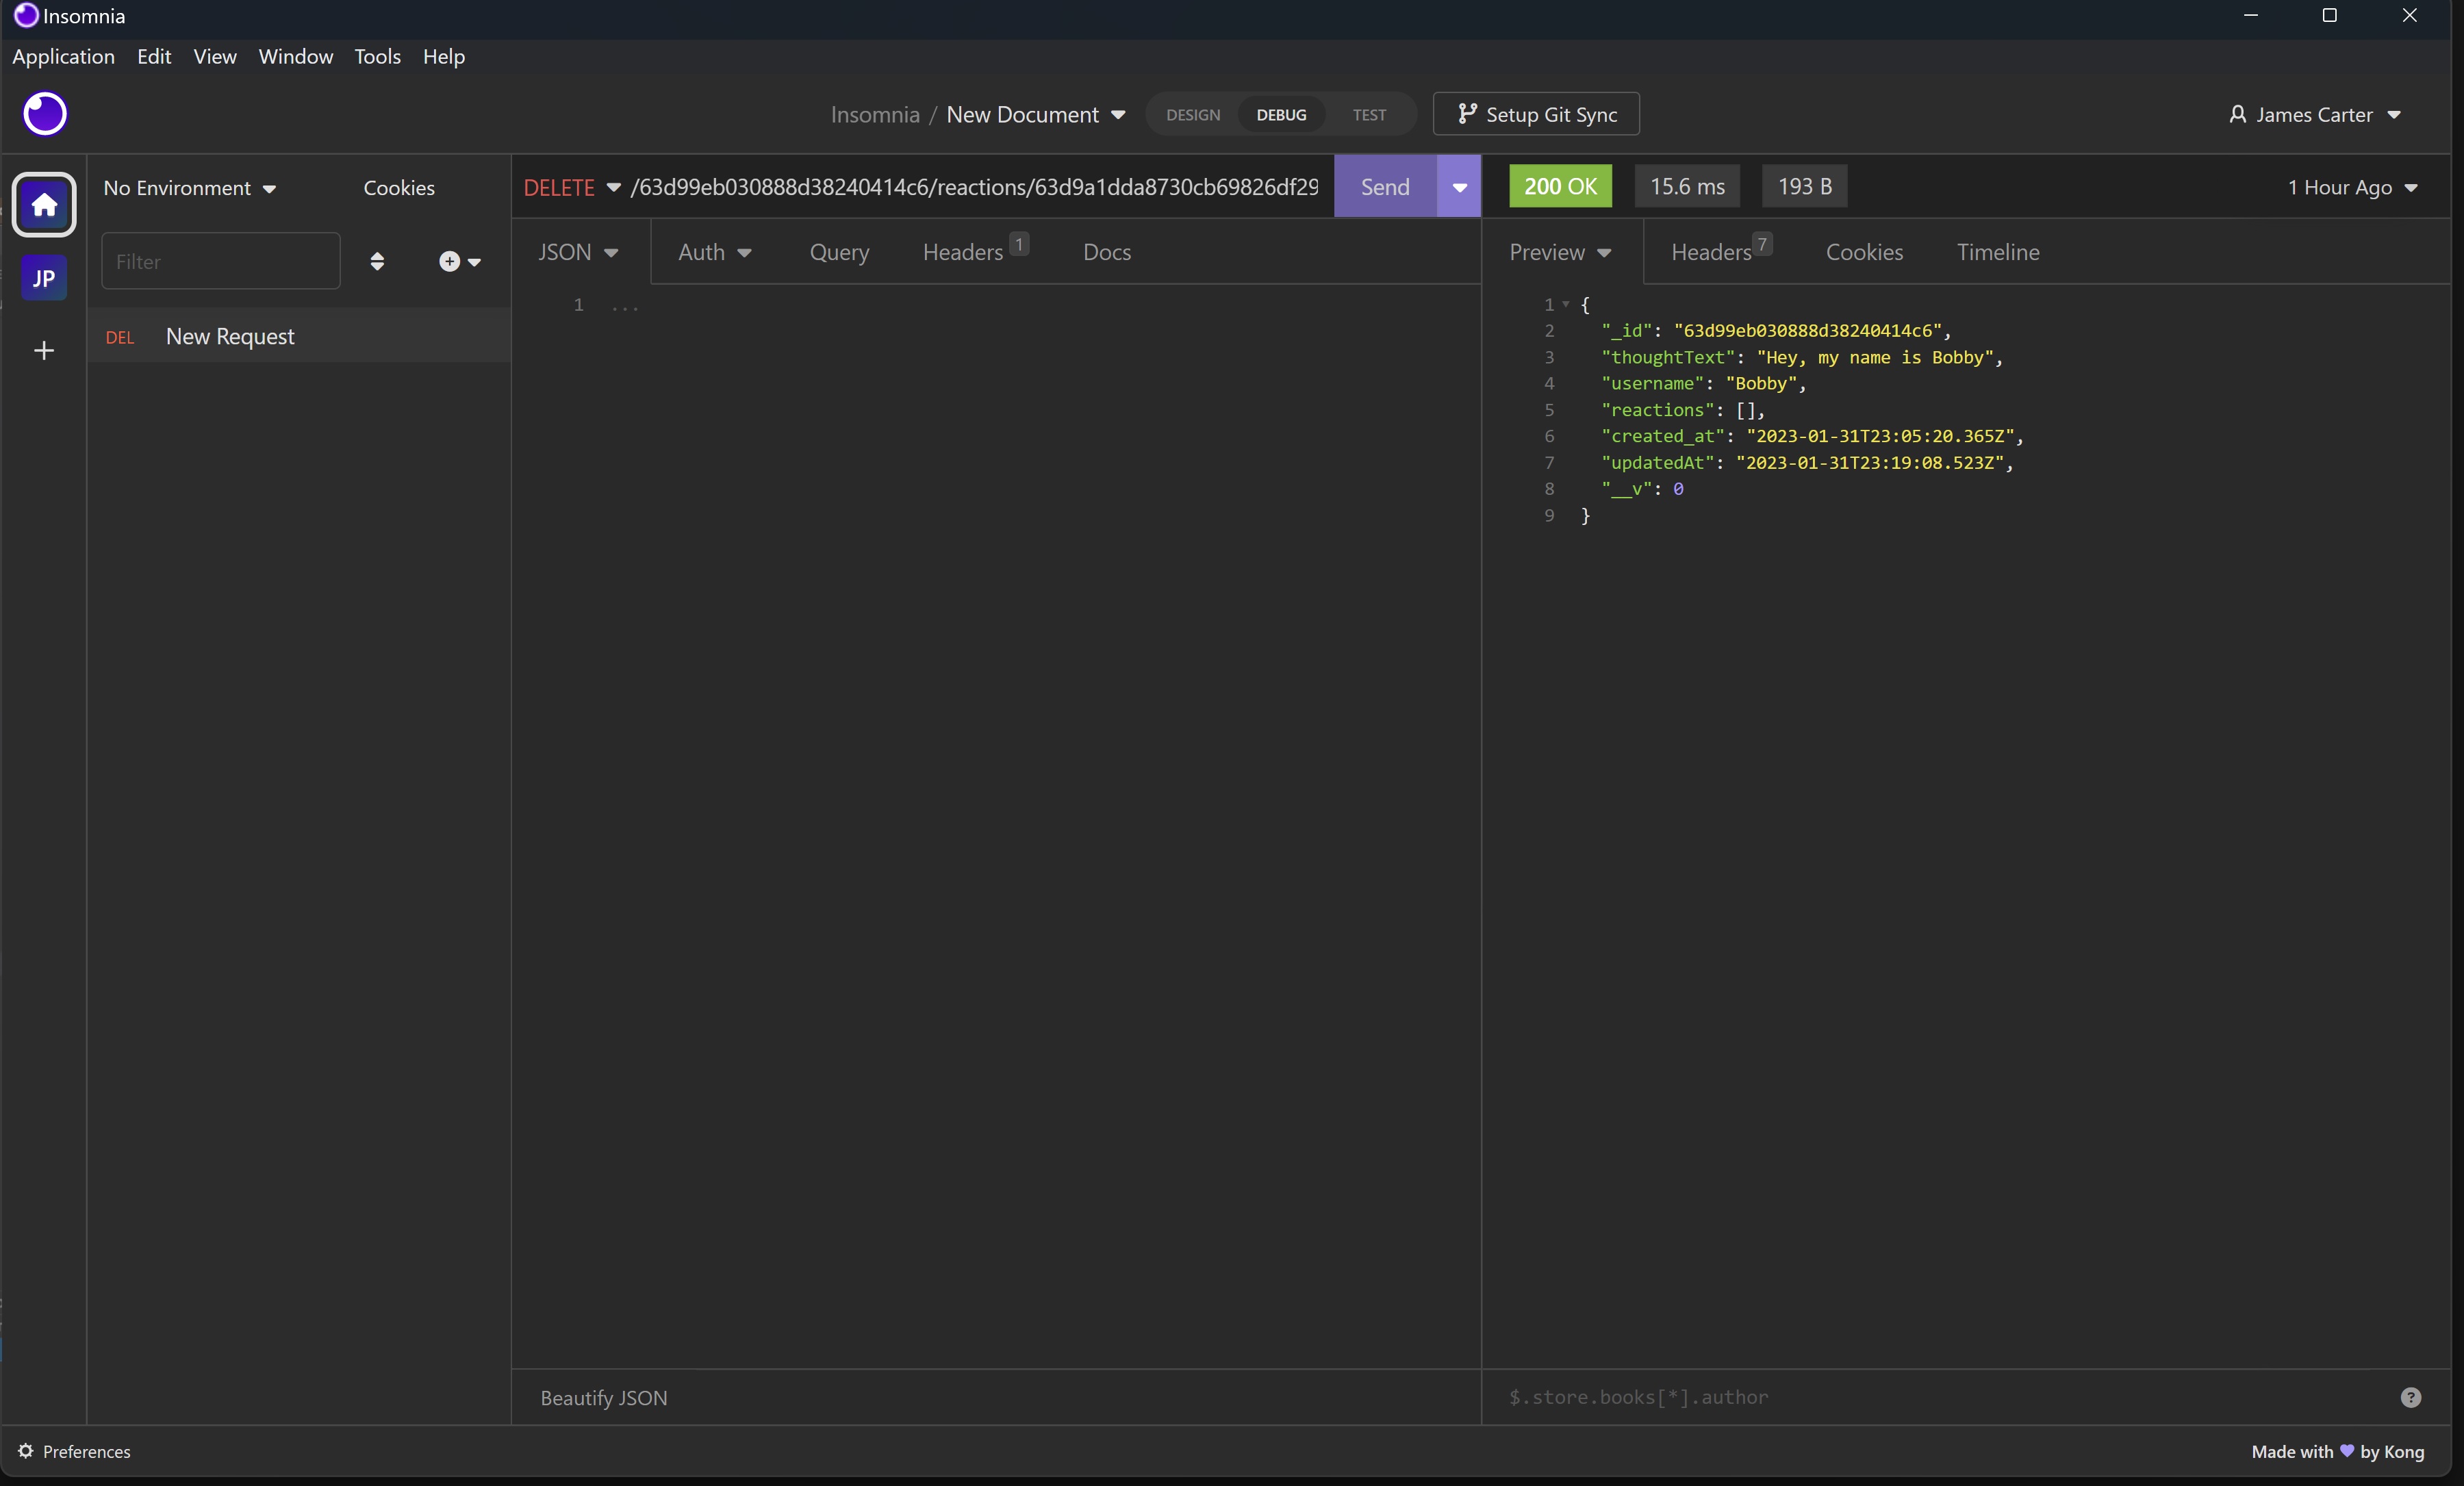 Insomnia
Application Edit View Window Tools Help
Insomnia / New Document DESIGN DEBUG TEST Setup Git Sync James Carter
No Environment Cookies
DELETE /63d99eb030888d38240414c6/reactions/63d9a1dda8730cb69826df29 Send
200 OK 15.6 ms 193 B 1 Hour Ago
Filter
JP
DEL New Request
JSON Auth Query Headers 1 Docs
1 ...
Preview Headers 7 Cookies Timeline
1 {
2 "_id": "63d99eb030888d38240414c6",
3 "thoughtText": "Hey, my name is Bobby",
4 "username": "Bobby",
5 "reactions": [],
6 "created_at": "2023-01-31T23:05:20.365Z",
7 "updatedAt": "2023-01-31T23:19:08.523Z",
8 "__v": 0
9 }
Beautify JSON
$.store.books[*].author ?
Preferences
Made with 💜 by Kong